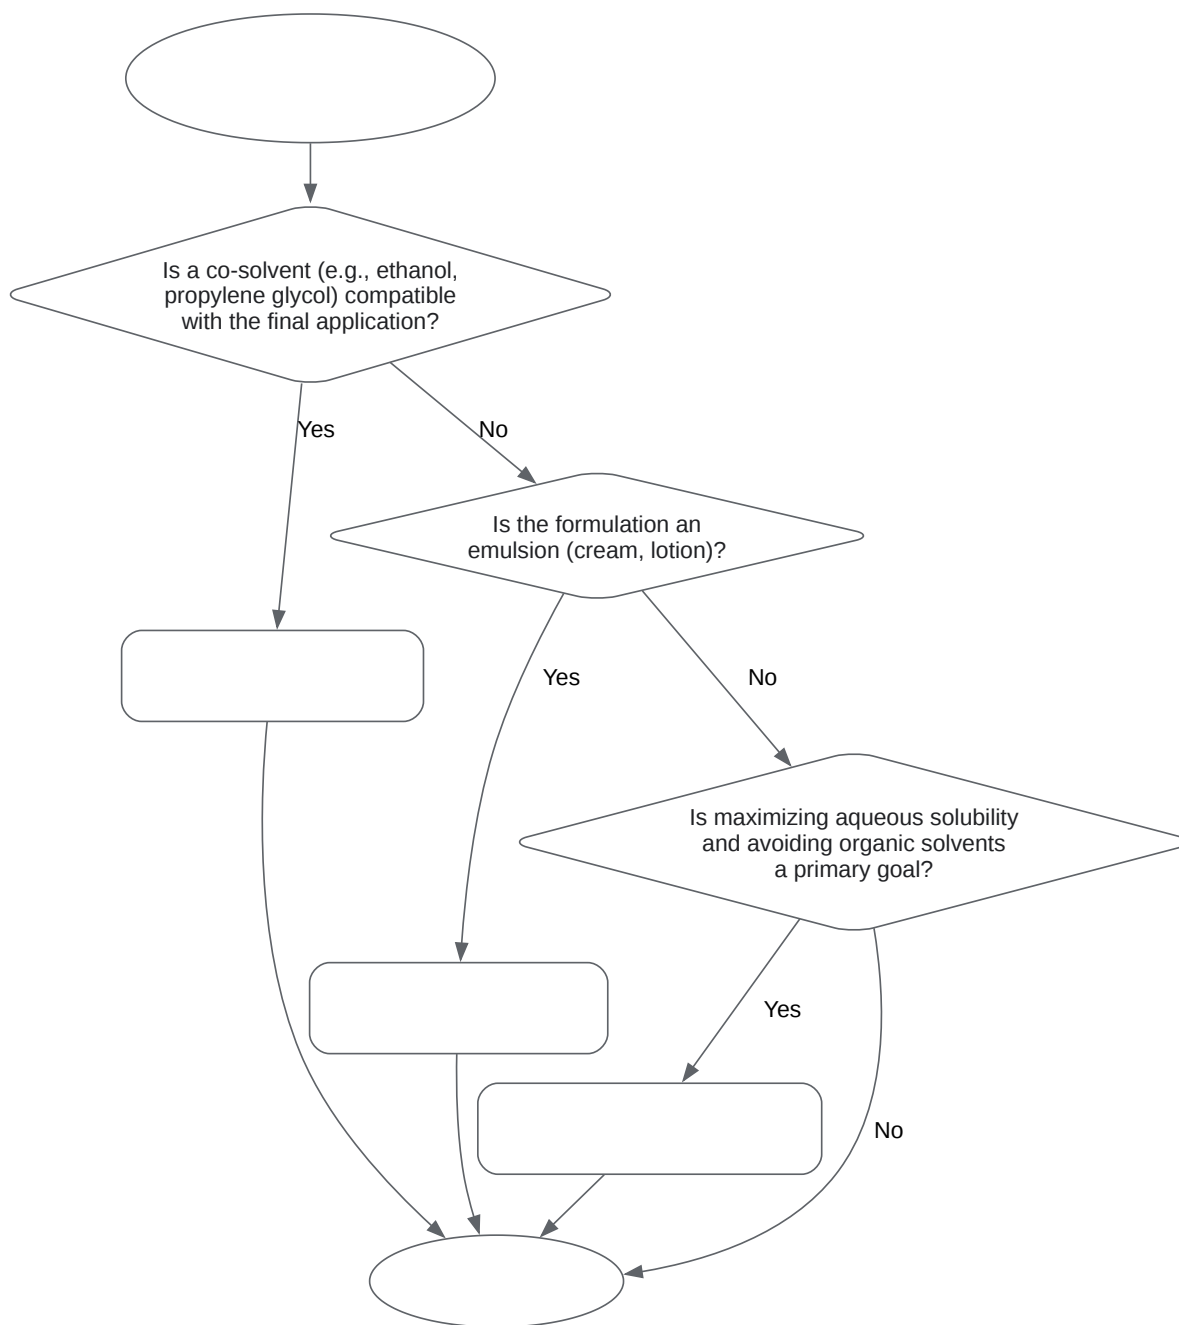 Is a co-solvent (e.g., ethanol,
propylene glycol) compatible
with the final application?
Yes
No
Is the formulation an
emulsion (cream, lotion)?
Yes
No
Is maximizing aqueous solubility
and avoiding organic solvents
a primary goal?
Yes
No